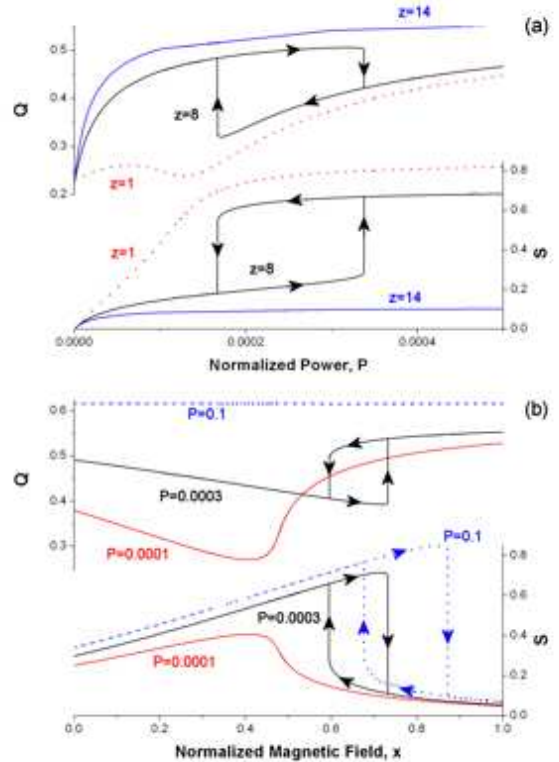 z=14
(a)
0.5
0.4
Q
z=8
0.3
0.2
z=1
0.8
0.6
z=1
z=8
0.4
S
0.2
z=14
0.0
0.0000
0.0002
0.0004
Normalized Power, P
P=0.1
(b)
0.6
0.5
Q
P=0.0003
0.4
P=0.0001
0.3
P=0.1
0.8
P=0.0003
0.6
S
0.4
P=0.0001
0.2
0.0
0.0
0.2
0.4
0.6
0.8
1.0
Normalized Magnetic Field, x